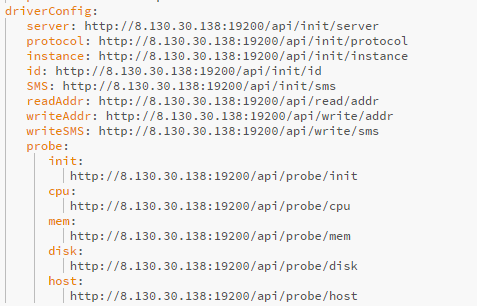 driverConfig:
server: http://8.130.30.138:19200/api/init/server
protocol: http://8.130.30.138:19200/api/init/protocol
instance: http://8.130.30.138:19200/api/init/instance
id: http://8.130.30.138:19200/api/init/id
SMS: http://8.130.30.138:19200/api/init/sms
readAddr: http://8.130.30.138:19200/api/read/addr
writeAddr: http://8.130.30.138:19200/api/write/addr
writeSMS: http://8.130.30.138:19200/api/write/sms
probe:
init:
http://8.130.30.138:19200/api/probe/init
cpu:
http://8.130.30.138:19200/api/probe/cpu
mem:
http://8.130.30.138:19200/api/probe/mem
disk:
http://8.130.30.138:19200/api/probe/disk
host:
http://8.130.30.138:19200/api/probe/host